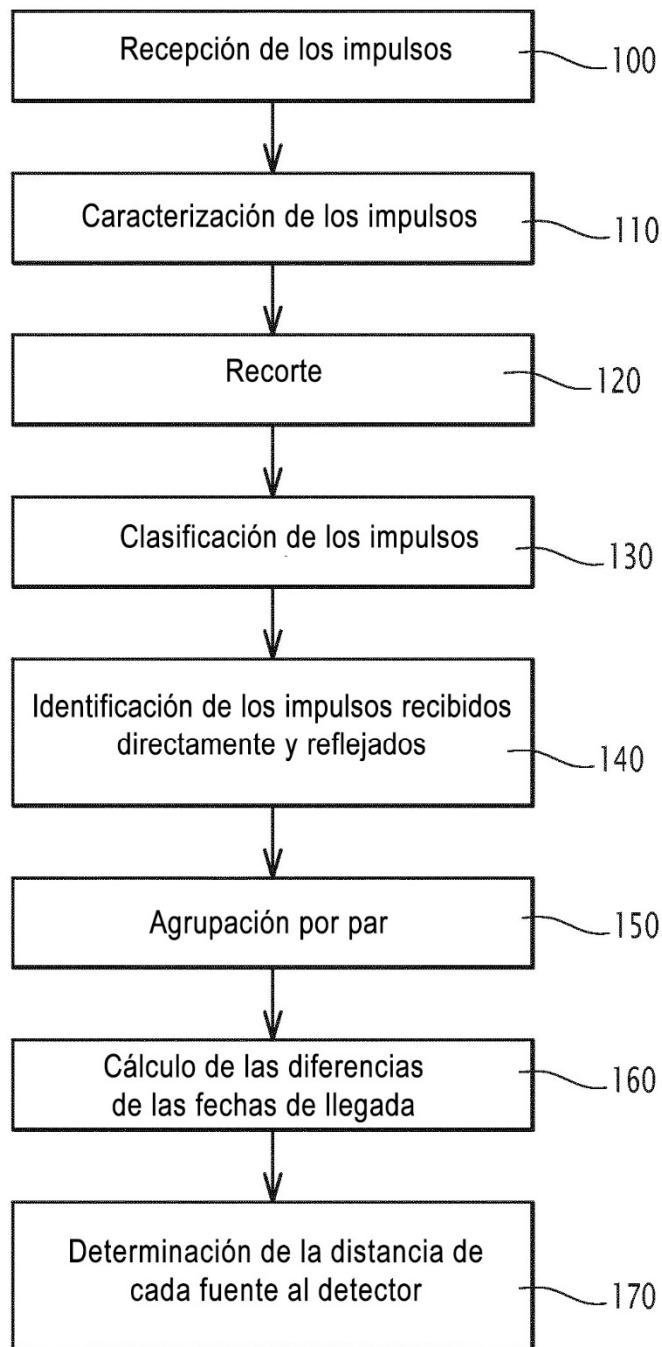 Recepción de los impulsos
100
Caracterización de los impulsos
110
Recorte
120
Clasificación de los impulsos
130
Identificación de los impulsos recibidos
directamente y reflejados
140
Agrupación por par
150
Cálculo de las diferencias
de las fechas de llegada
160
Determinación de la distancia de
cada fuente al detector
170